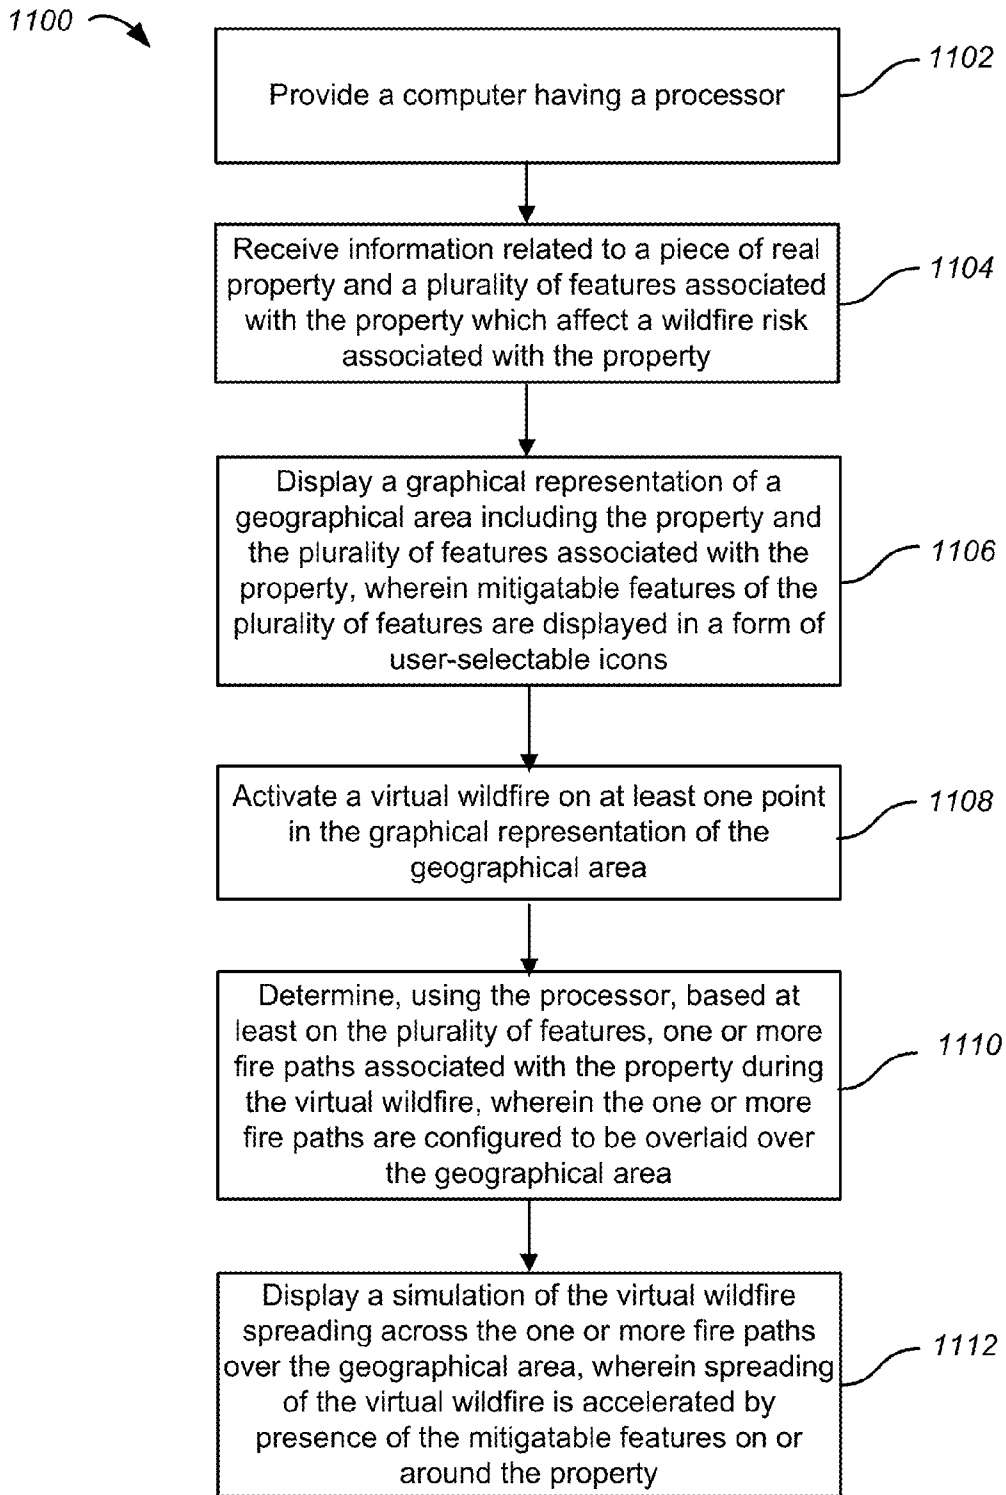 1100
Provide a computer having a processor
1102
Receive information related to a piece of real
property and a plurality of features associated
with the property which affect a wildfire risk
associated with the property
1104
Display a graphical representation of a
geographical area including the property and
the plurality of features associated with the
property, wherein mitigatable features of the
plurality of features are displayed in a form of
user-selectable icons
1106
Activate a virtual wildfire on at least one point
in the graphical representation of the
geographical area
1108
Determine, using the processor, based at
least on the plurality of features, one or more
fire paths associated with the property during
the virtual wildfire, wherein the one or more
fire paths are configured to be overlaid over
the geographical area
1110
Display a simulation of the virtual wildfire
spreading across the one or more fire paths
over the geographical area, wherein spreading
of the virtual wildfire is accelerated by
presence of the mitigatable features on or
around the property
1112